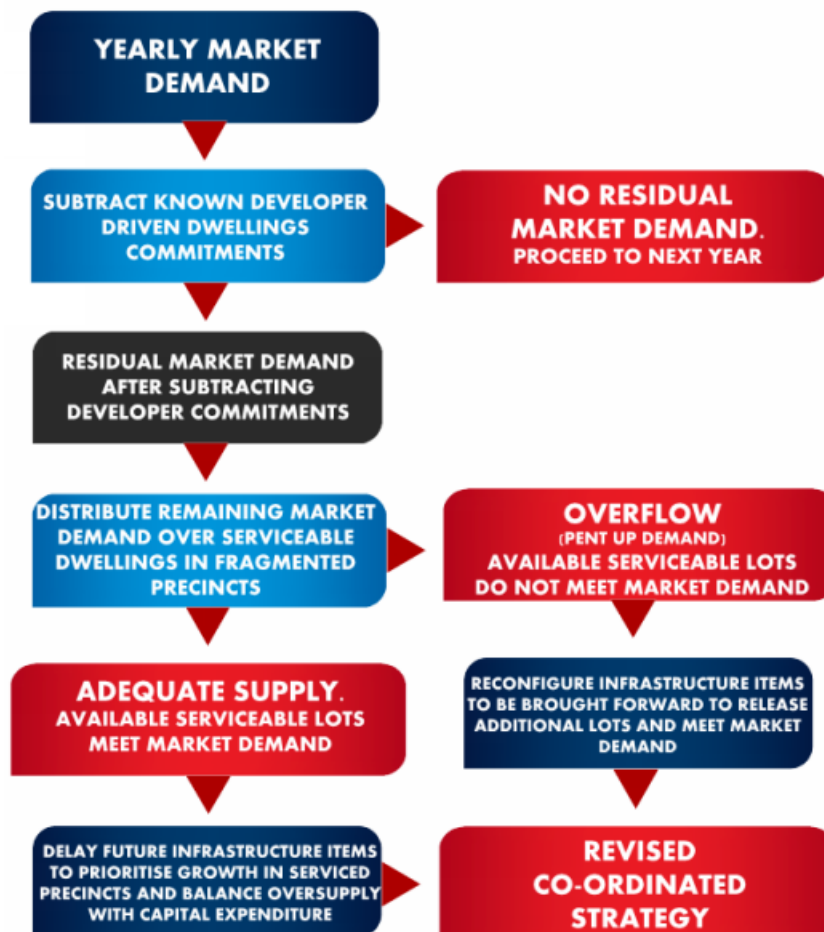 YEARLY MARKET
DEMAND
SUBTRACT KNOWN DEVELOPER
DRIVEN DWELLINGS
COMMITMENTS
NO RESIDUAL
MARKET DEMAND.
PROCEED TO NEXT YEAR
RESIDUAL MARKET DEMAND
AFTER SUBTRACTING
DEVELOPER COMMITMENTS
DISTRIBUTE REMAINING MARKET
DEMAND OVER SERVICEABLE
DWELLINGS IN FRAGMENTED
PRECINCTS
OVERFLOW
(PENT UP DEMAND)
AVAILABLE SERVICEABLE LOTS
DO NOT MEET MARKET DEMAND
ADEQUATE SUPPLY.
AVAILABLE SERVICEABLE LOTS
MEET MARKET DEMAND
RECONFIGURE INFRASTRUCTURE ITEMS
TO BE BROUGHT FORWARD TO RELEASE
ADDITIONAL LOTS AND MEET MARKET
DEMAND
DELAY FUTURE INFRASTRUCTURE ITEMS
TO PRIORITISE GROWTH IN SERVICED
PRECINCTS AND BALANCE OVERSUPPLY
WITH CAPITAL EXPENDITURE
REVISED
CO-ORDINATED
STRATEGY